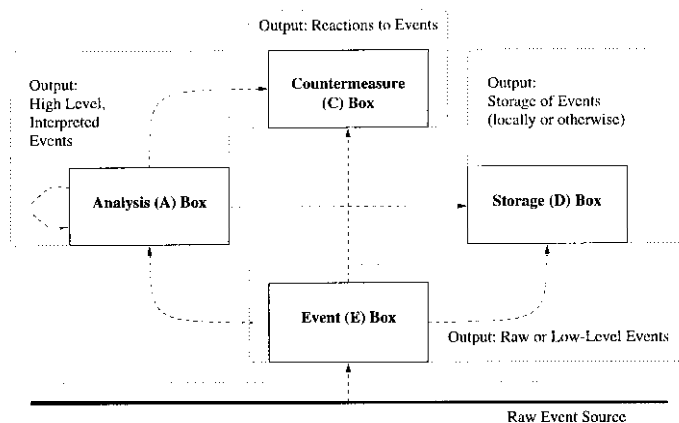 Output: Reactions to Events
Output:
High Level,
Interpreted
Events
Countermeasure
(C) Box
Output:
Storage of Events
(locally or otherwise)
Analysis (A) Box
Storage (D) Box
Event (E) Box
Output: Raw or Low-Level Events
Raw Event Source